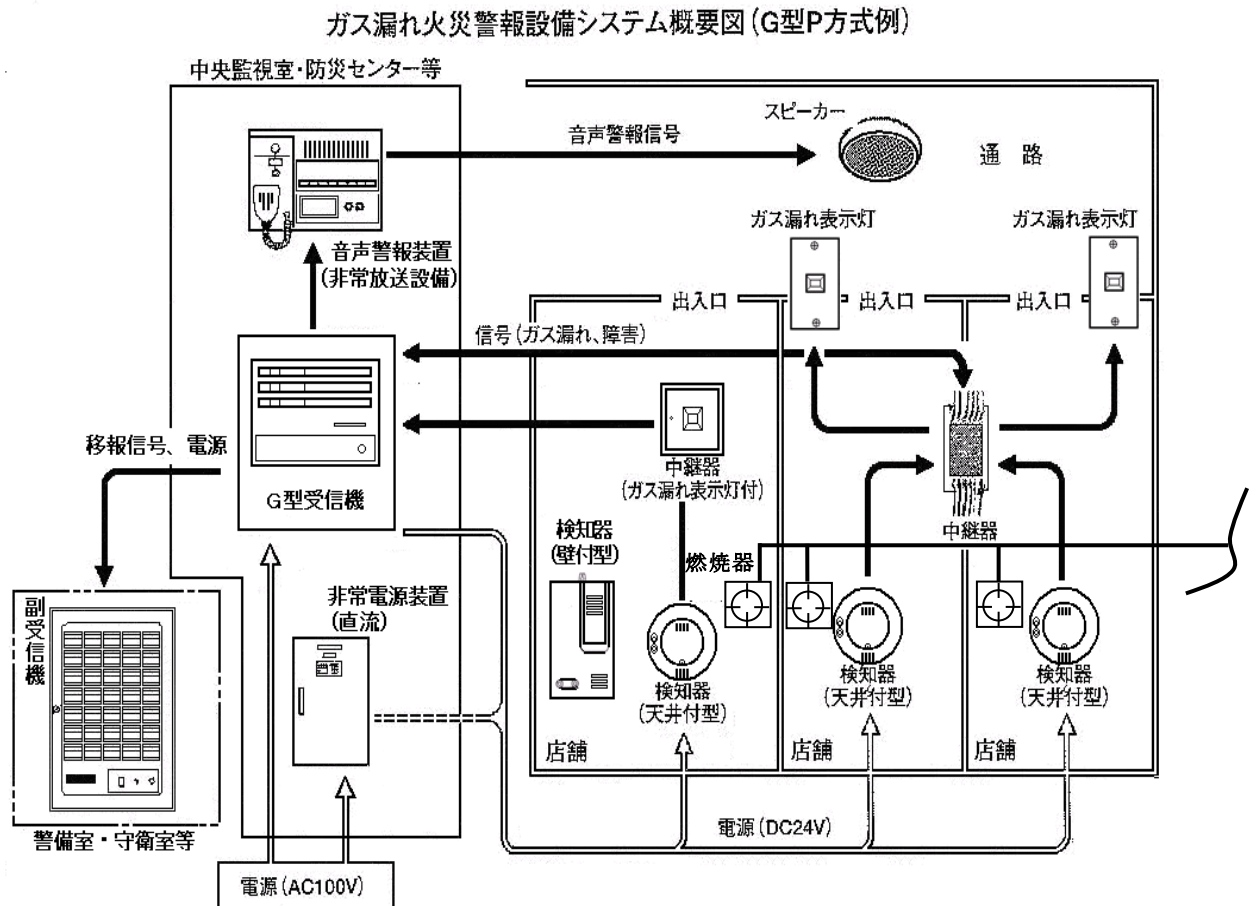 ガス漏れ火災警報設備システム概要図(G型P方式例)
中央監視室・防災センター等
スピーカー
音声警報信号
通 路
ガス漏れ表示灯
ガス漏れ表示灯
音声警報装置
(非常放送設備)
出入口
出入口
出入口
信号(ガス漏れ、障害)
移報信号、電源
G型受信機
中継器
(ガス漏れ表示灯付)
中継器
検知器
(壁付型)
燃焼器
非常電源装置
(直流)
副受信機
検知器
(天井付型)
検知器
(天井付型)
検知器
(天井付型)
店舗
店舗
店舗
警備室・守衛室等
電源(DC24V)
電源(AC100V)